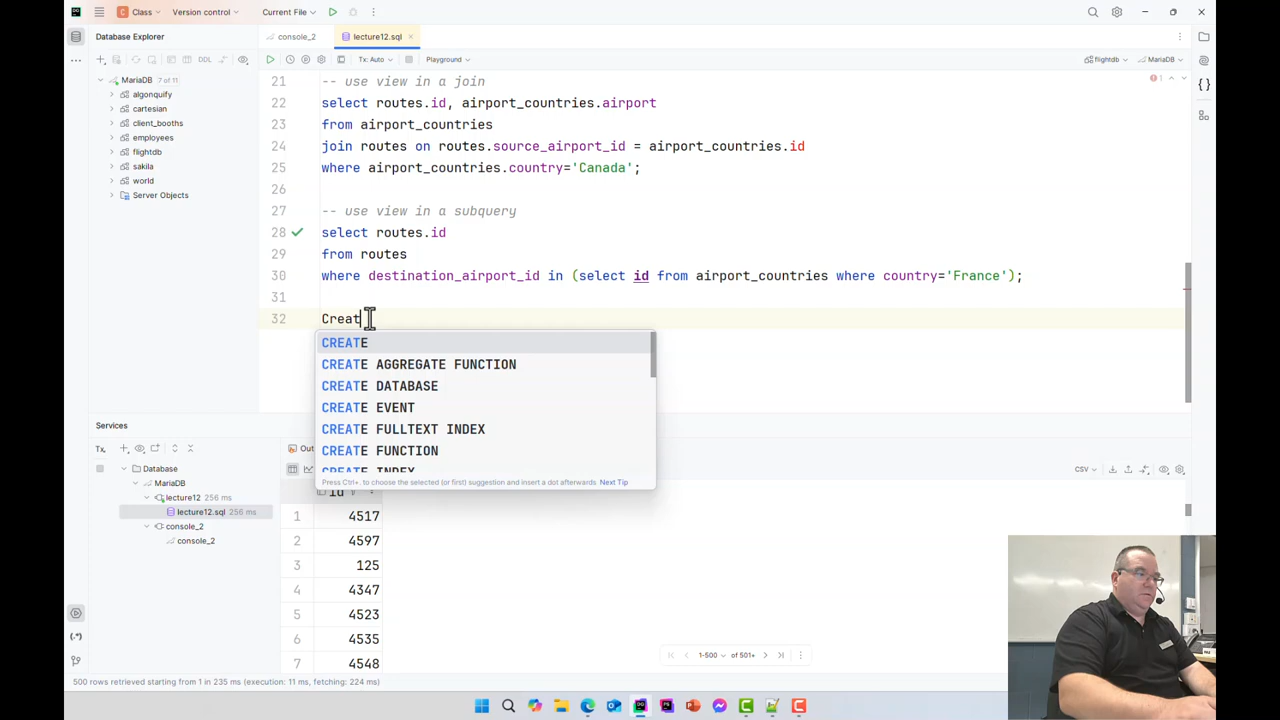 C Class Version control Current File
Database Explorer
console_2 lecture12.sql
DDL
Tx: Auto Playground flightdb MariaDB
MariaDB 7 of 11
algonquify
cartesian
client_booths
employees
flightdb
sakila
world
Server Objects
21 -- use view in a join
22 select routes.id, airport_countries.airport
23 from airport_countries
24 join routes on routes.source_airport_id = airport_countries.id
25 where airport_countries.country='Canada';
26
27 -- use view in a subquery
28 select routes.id
29 from routes
30 where destination_airport_id in (select id from airport_countries where country='France');
31
32 Creat
1
CREATE
CREATE AGGREGATE FUNCTION
CREATE DATABASE
CREATE EVENT
CREATE FULLTEXT INDEX
CREATE FUNCTION
CREATE INDEX
Press Ctrl+. to choose the selected (or first) suggestion and insert a dot afterwards. Next Tip
Services
Tx
Database
MariaDB
lecture12 256 ms
lecture12.sql 256 ms
console_2
console_2
Out
CSV
id
1 4517
2 4597
3 125
4 4347
5 4523
6 4535
7 4548
1-500 of 501+
500 rows retrieved starting from 1 in 235 ms (execution: 11 ms, fetching: 224 ms)